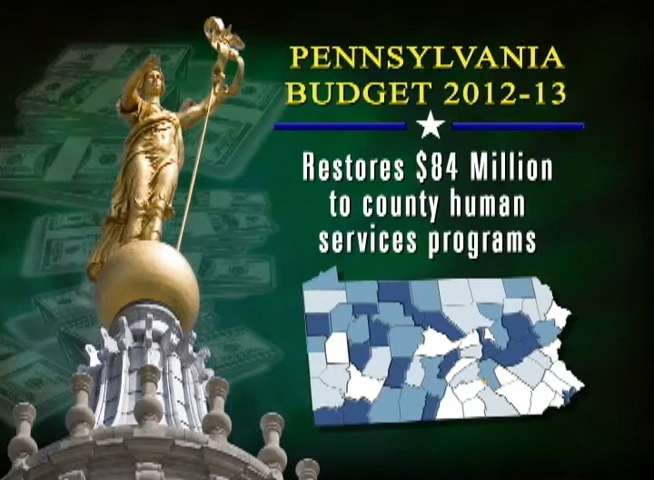 PENNSYLVANIA
BUDGET 2012-13
Restores $84 Million
to county human
services programs